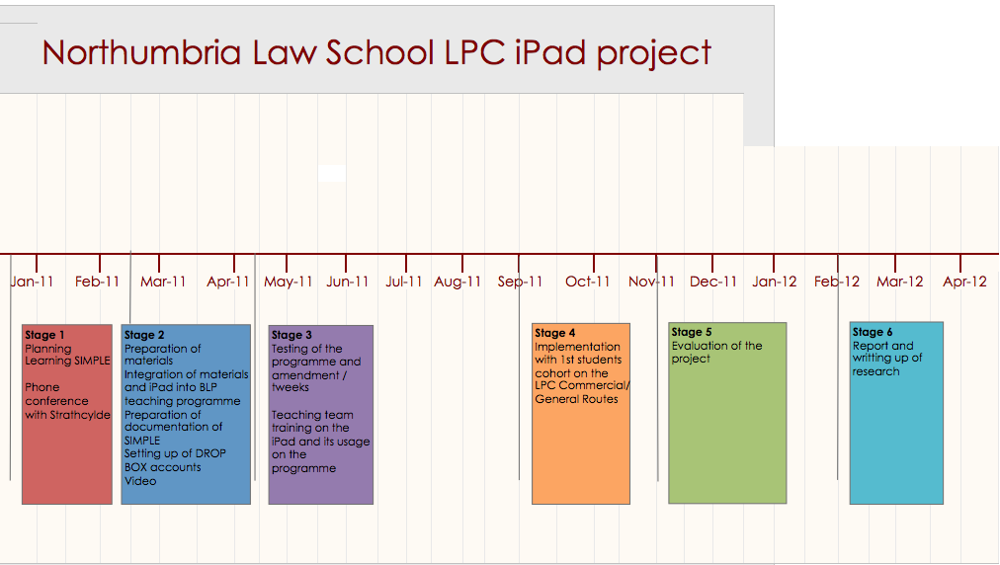 Northumbria Law School LPC iPad project
Jan-11 Feb-11 Mar-11 Apr-11 May-11 Jun-11 Jul-11 Aug-11 Sep-11 Oct-11 Nov-11 Dec-11 Jan-12 Feb-12 Mar-12 Apr-12
Stage 1
Planning
Learning SIMPLE
Phone
conference
with Strathcylde
Stage 2
Preparation of
materials
Integration of materials
and iPad into BLP
teaching programme
Preparation of
documentation of
SIMPLE
Setting up of DROP
BOX accounts
Video
Stage 3
Testing of the
programme and
amendment /
tweeks
Teaching team
training on the
iPad and its usage
on the
programme
Stage 4
Implementation
with 1st students
cohort on the
LPC Commercial/
General Routes
Stage 5
Evaluation of the
project
Stage 6
Report and
writting up of
research